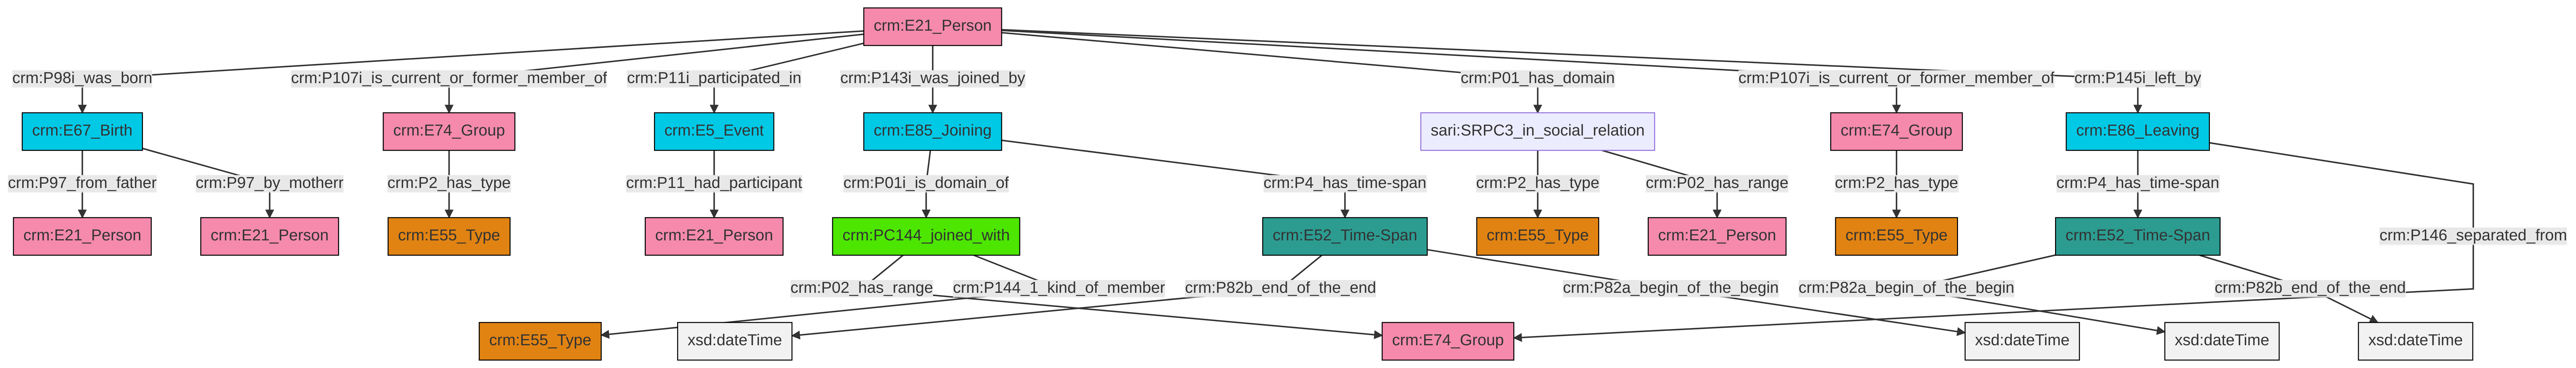 crm:E21_Person
crm:P98i_was_born
crm:P107i_is_current_or_former_member_of
crm:P11i_participated_in
crm:P143i_was_joined_by
crm:P01_has_domain
crm:P107i_is_current_or_former_member_of
crm:P145i_left_by
crm:E67_Birth
crm:E74_Group
crm:E5_Event
crm:E85_Joining
sari:SRPC3_in_social_relation
crm:E74_Group
crm:E86_Leaving
crm:P97_from_father
crm:P97_by_motherr
crm:P2_has_type
crm:P11_had_participant
crm:P01i_is_domain_of
crm:P4_has_time-span
crm:P2_has_type
crm:P02_has_range
crm:P2_has_type
crm:P4_has_time-span
crm:E21_Person
crm:E21_Person
crm:E55_Type
crm:E21_Person
crm:PC144_joined_with
crm:E52_Time-Span
crm:E55_Type
crm:E21_Person
crm:E55_Type
crm:E52_Time-Span
crm:P146_separated_from
crm:P02_has_range
crm:P144_1_kind_of_member
crm:P82b_end_of_the_end
crm:P82a_begin_of_the_begin
crm:P82a_begin_of_the_begin
crm:P82b_end_of_the_end
crm:E55_Type
xsd:dateTime
crm:E74_Group
xsd:dateTime
xsd:dateTime
xsd:dateTime